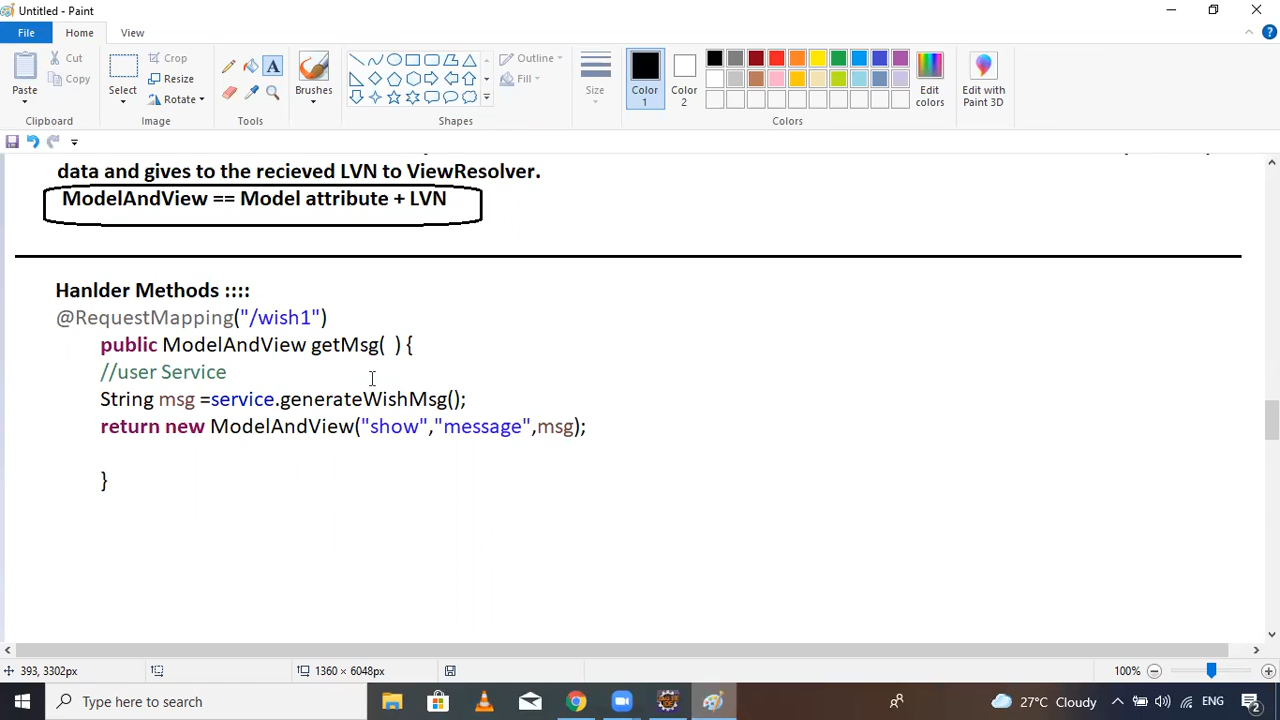 Untitled - Paint
File
Home
View
Paste
Cut
Copy
Clipboard
Select
Crop
Resize
Rotate
Image
A
Tools
Brushes
Shapes
Outline
Fill
Size
Color 1
Color 2
Colors
Edit colors
Edit with Paint 3D
data and gives to the recieved LVN to ViewResolver.
ModelAndView == Model attribute + LVN
Hanlder Methods ::::
@RequestMapping("/wish1")
public ModelAndView getMsg(  ) {
//user Service
String msg =service.generateWishMsg();
return new ModelAndView("show","message",msg);
}
393, 3302px
1360 × 6048px
100%
Type here to search
27°C Cloudy
ENG
2